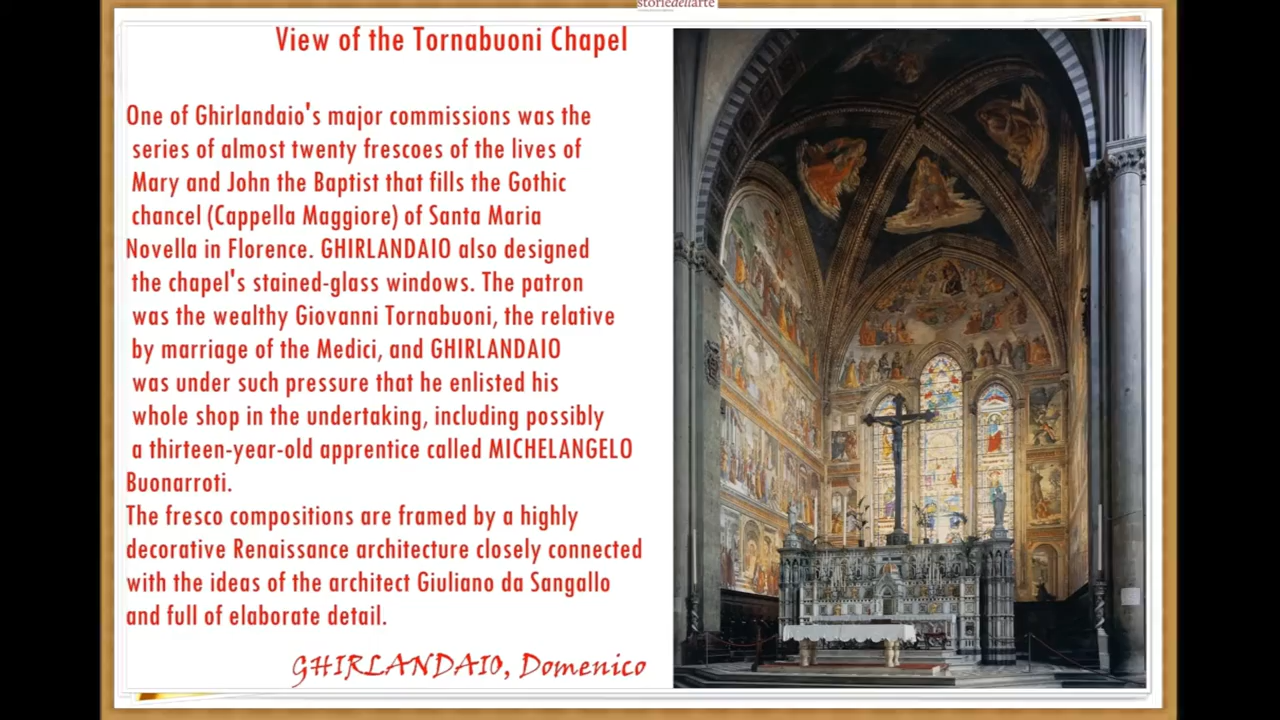 storiedellarte
View of the Tornabuoni Chapel
One of Ghirlandaio's major commissions was the
series of almost twenty frescoes of the lives of
Mary and John the Baptist that fills the Gothic
chancel (Cappella Maggiore) of Santa Maria
Novella in Florence. GHIRLANDAIO also designed
the chapel's stained-glass windows. The patron
was the wealthy Giovanni Tornabuoni, the relative
by marriage of the Medici, and GHIRLANDAIO
was under such pressure that he enlisted his
whole shop in the undertaking, including possibly
a thirteen-year-old apprentice called MICHELANGELO
Buonarroti.
The fresco compositions are framed by a highly
decorative Renaissance architecture closely connected
with the ideas of the architect Giuliano da Sangallo
and full of elaborate detail.
GHIRLANDAIO, Domenico